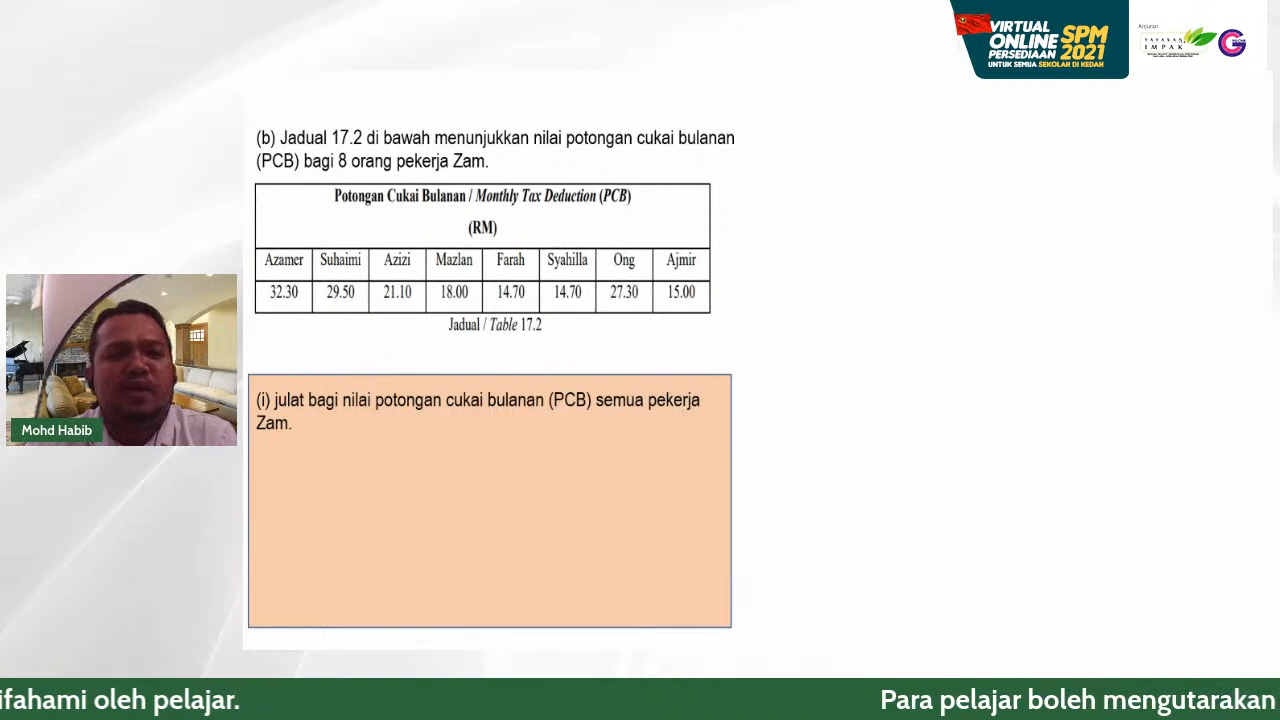 VIRTUAL
ONLINE
PERSEDIAAN
SPM
2021
UNTUK SEMUA SEKOLAH DI KEDAH
Anjuran
YAYASAN
IMPAK
(b) Jadual 17.2 di bawah menunjukkan nilai potongan cukai bulanan
(PCB) bagi 8 orang pekerja Zam.
Potongan Cukai Bulanan / Monthly Tax Deduction (PCB)
(RM)
Azamer Suhaimi Azizi Mazlan Farah Syahilla Ong Ajmir
32.30 29.50 21.10 18.00 14.70 14.70 27.30 15.00
Jadual / Table 17.2
(i) julat bagi nilai potongan cukai bulanan (PCB) semua pekerja
Zam.
Mohd Habib
ifahami oleh pelajar. Para pelajar boleh mengutarakan